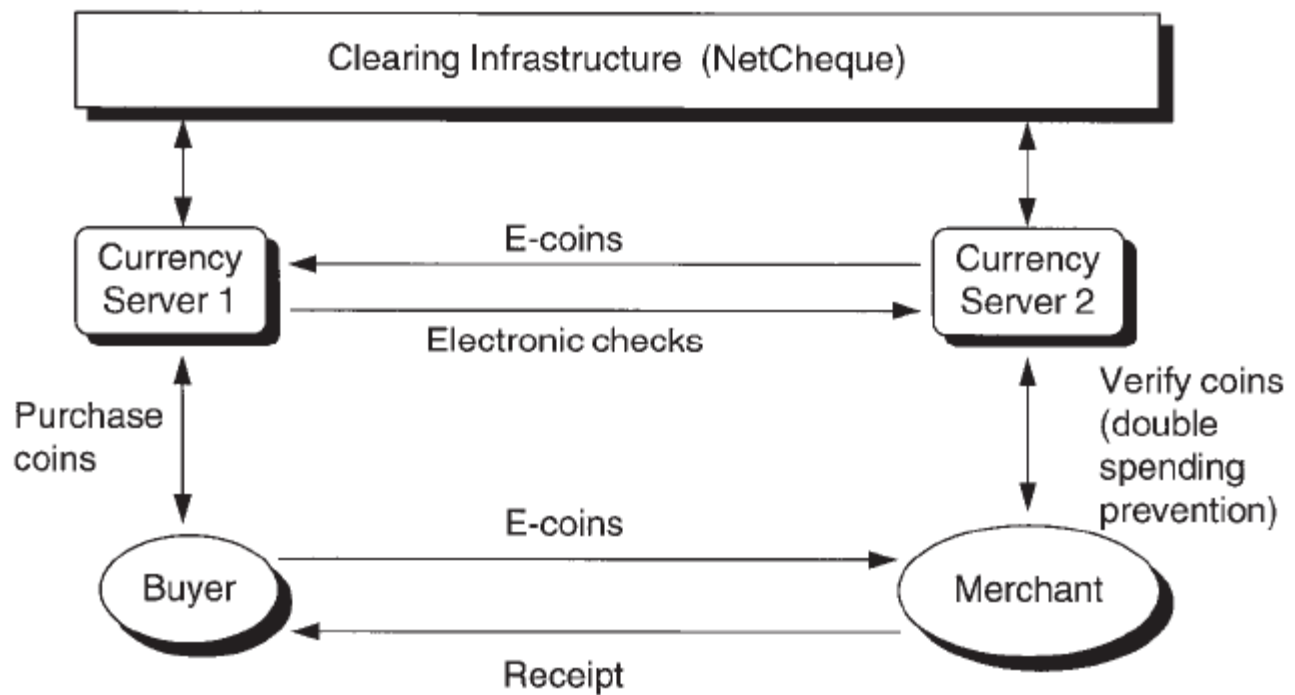 Clearing Infrastructure (NetCheque)
E-coins
Currency
Server 1
Currency
Server 2
Electronic checks
Purchase
coins
Verify coins
(double
spending
prevention)
E-coins
Buyer
Merchant
Receipt